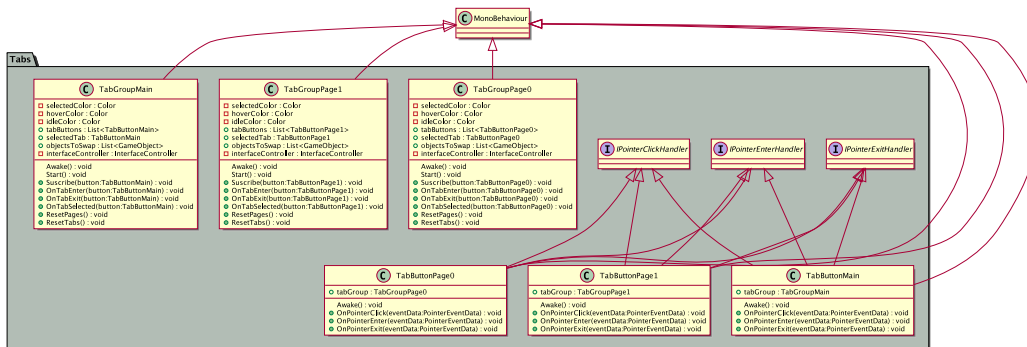 C MonoBehaviour
Tabs
C TabGroupMain
selectedColor : Color
hoverColor : Color
idleColor : Color
tabButtons : List<TabButtonMain>
selectedTab : TabButtonMain
objectsToSwap : List<GameObject>
interfaceController : InterfaceController
Awake() : void
Start() : void
Suscribe(button:TabButtonMain) : void
OnTabEnter(button:TabButtonMain) : void
OnTabExit(button:TabButtonMain) : void
OnTabSelected(button:TabButtonMain) : void
ResetPages() : void
ResetTabs() : void
C TabGroupPage1
selectedColor : Color
hoverColor : Color
idleColor : Color
tabButtons : List<TabButtonPage1>
selectedTab : TabButtonPage1
objectsToSwap : List<GameObject>
interfaceController : InterfaceController
Awake() : void
Start() : void
Suscribe(button:TabButtonPage1) : void
OnTabEnter(button:TabButtonPage1) : void
OnTabExit(button:TabButtonPage1) : void
OnTabSelected(button:TabButtonPage1) : void
ResetPages() : void
ResetTabs() : void
C TabGroupPage0
selectedColor : Color
hoverColor : Color
idleColor : Color
tabButtons : List<TabButtonPage0>
selectedTab : TabButtonPage0
objectsToSwap : List<GameObject>
interfaceController : InterfaceController
Awake() : void
Start() : void
Suscribe(button:TabButtonPage0) : void
OnTabEnter(button:TabButtonPage0) : void
OnTabExit(button:TabButtonPage0) : void
OnTabSelected(button:TabButtonPage0) : void
ResetPages() : void
ResetTabs() : void
I IPointerClickHandler
I IPointerEnterHandler
I IPointerExitHandler
C TabButtonPage0
tabGroup : TabGroupPage0
Awake() : void
OnPointerClick(eventData:PointerEventData) : void
OnPointerEnter(eventData:PointerEventData) : void
OnPointerExit(eventData:PointerEventData) : void
C TabButtonPage1
tabGroup : TabGroupPage1
Awake() : void
OnPointerClick(eventData:PointerEventData) : void
OnPointerEnter(eventData:PointerEventData) : void
OnPointerExit(eventData:PointerEventData) : void
C TabButtonMain
tabGroup : TabGroupMain
Awake() : void
OnPointerClick(eventData:PointerEventData) : void
OnPointerEnter(eventData:PointerEventData) : void
OnPointerExit(eventData:PointerEventData) : void